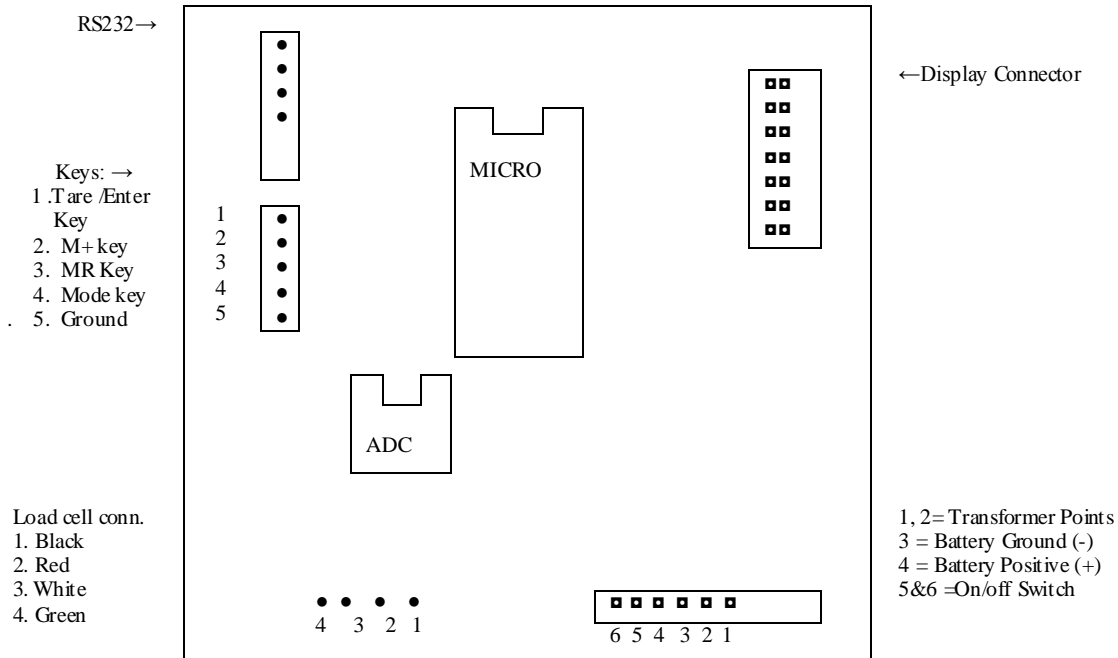 RS232→
←Display Connector
Keys: →
1 .Tare /Enter
Key
2. M+ key
3. MR Key
4. Mode key
. 5. Ground
1
2
3
4
5
MICRO
ADC
Load cell conn.
1. Black
2. Red
3. White
4. Green
4 3 2 1
6 5 4 3 2 1
1, 2= Transformer Points
3 = Battery Ground (-)
4 = Battery Positive (+)
5&6 =On/off Switch